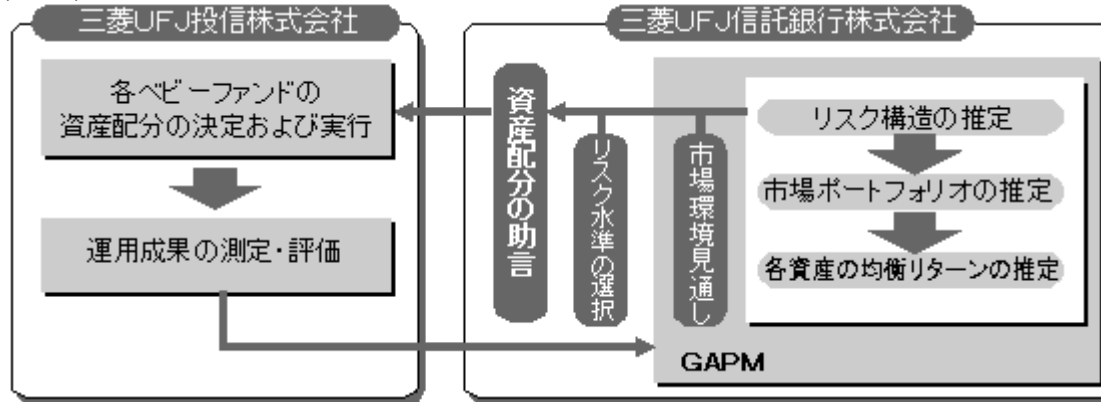 三菱UFJ投信株式会社
各ベビーファンドの
資産配分の決定および実行
運用成果の測定・評価
三菱UFJ信託銀行株式会社
資産配分の助言
リスク水準の選択
市場環境見通し
リスク構造の推定
市場ポートフォリオの推定
各資産の均衡リターンの推定
GAPM